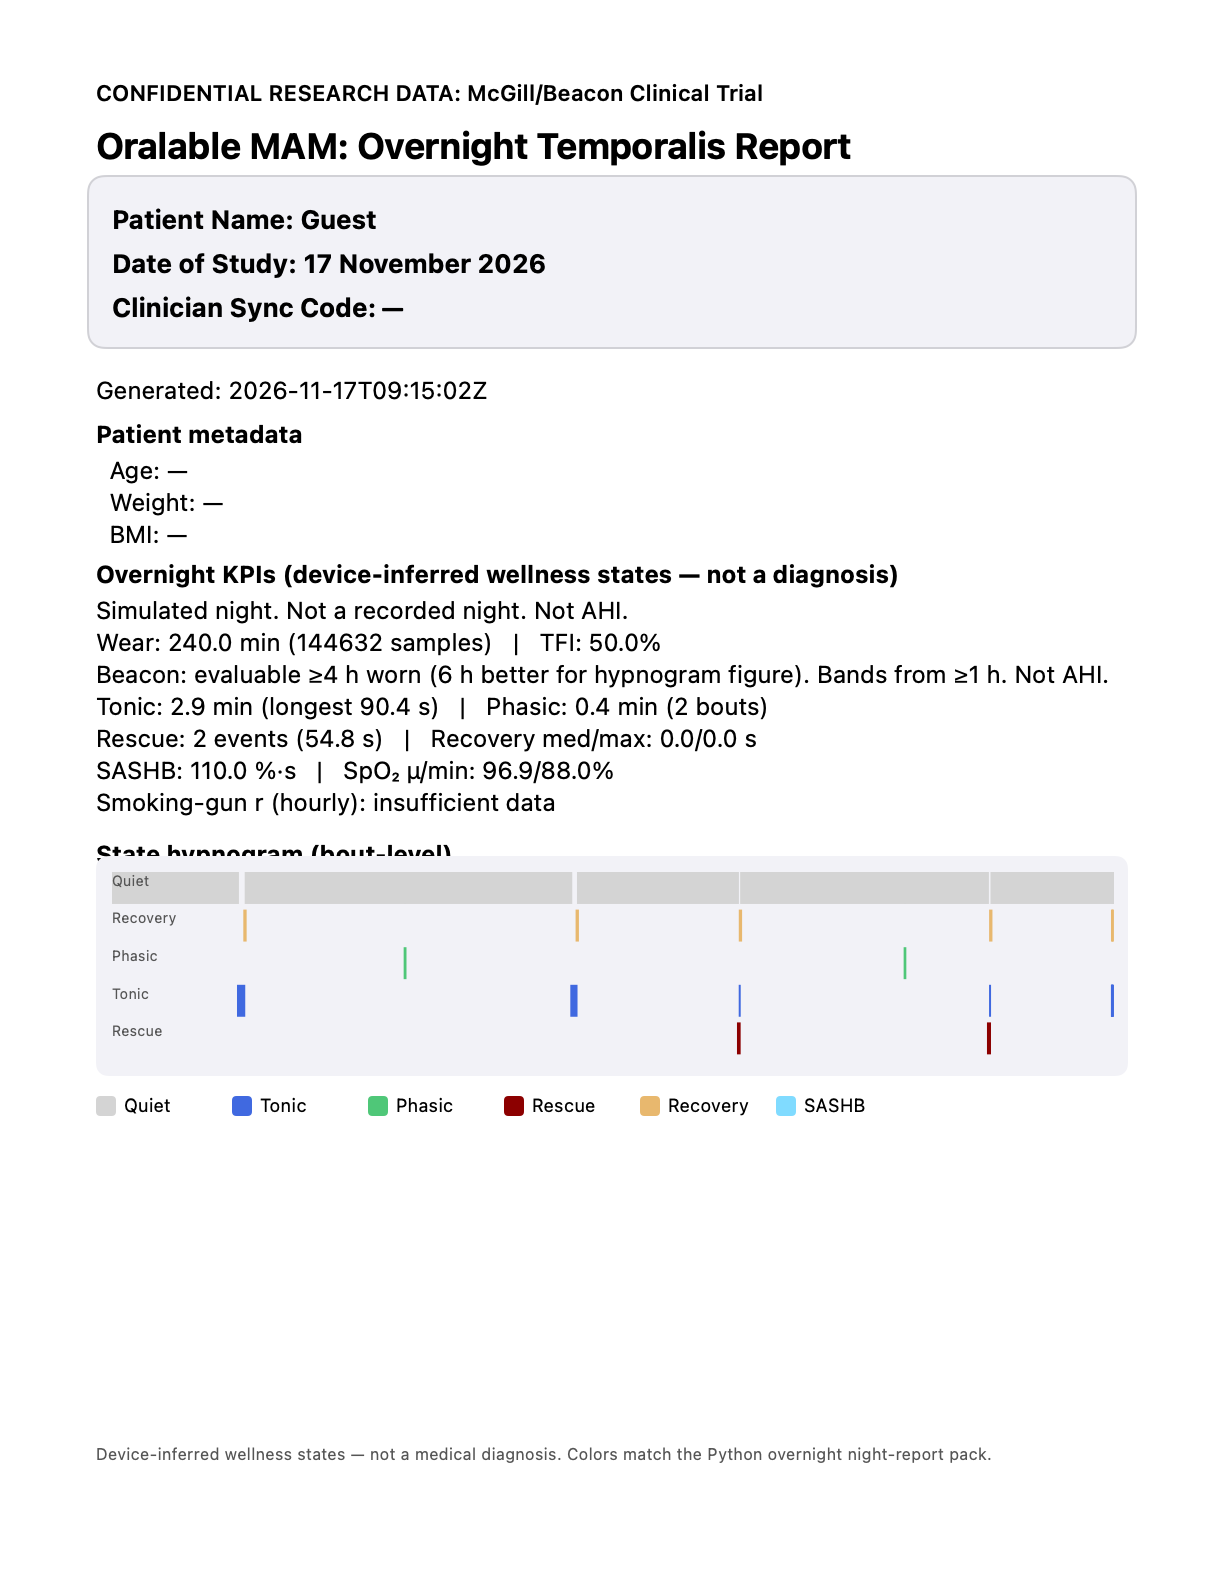 CONFIDENTIAL RESEARCH DATA: McGill/Beacon Clinical Trial
Oralable MAM: Overnight Temporalis Report
Patient Name: Guest
Date of Study: 17 November 2026
Clinician Sync Code: —
Generated: 2026-11-17T09:15:02Z
Patient metadata
Age: —
Weight: —
BMI: —
Overnight KPIs (device-inferred wellness states — not a diagnosis)
Simulated night. Not a recorded night. Not AHI.
Wear: 240.0 min (144632 samples) | TFI: 50.0%
Beacon: evaluable ≥4 h worn (6 h better for hypnogram figure). Bands from ≥1 h. Not AHI.
Tonic: 2.9 min (longest 90.4 s) | Phasic: 0.4 min (2 bouts)
Rescue: 2 events (54.8 s) | Recovery med/max: 0.0/0.0 s
SASHB: 110.0 %·s | SpO₂ μ/min: 96.9/88.0%
Smoking-gun r (hourly): insufficient data
State hypnogram (bout-level)
Quiet
Recovery
Phasic
Tonic
Rescue
Quiet Tonic Phasic Rescue Recovery SASHB
Device-inferred wellness states — not a medical diagnosis. Colors match the Python overnight night-report pack.